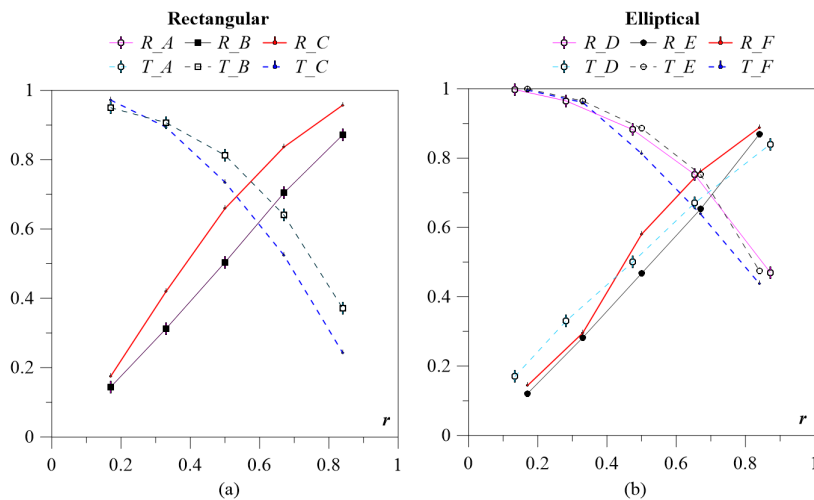 Rectangular
R_A R_B R_C
T_A T_B T_C
1
0.8
0.6
0.4
0.2
0
r
0.2 0.4 0.6 0.8 1
(a)
Elliptical
R_D R_E R_F
T_D T_E T_F
1
0.8
0.6
0.4
0.2
0
r
0.2 0.4 0.6 0.8 1
(b)